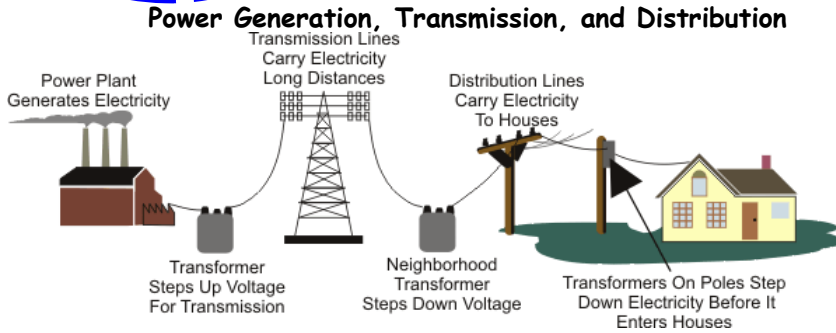 Power Generation, Transmission, and Distribution
Transmission Lines
Carry Electricity
Long Distances
Power Plant
Generates Electricity
Distribution Lines
Carry Electricity
To Houses
Transformer
Steps Up Voltage
For Transmission
Neighborhood
Transformer
Steps Down Voltage
Transformers On Poles Step
Down Electricity Before It
Enters Houses